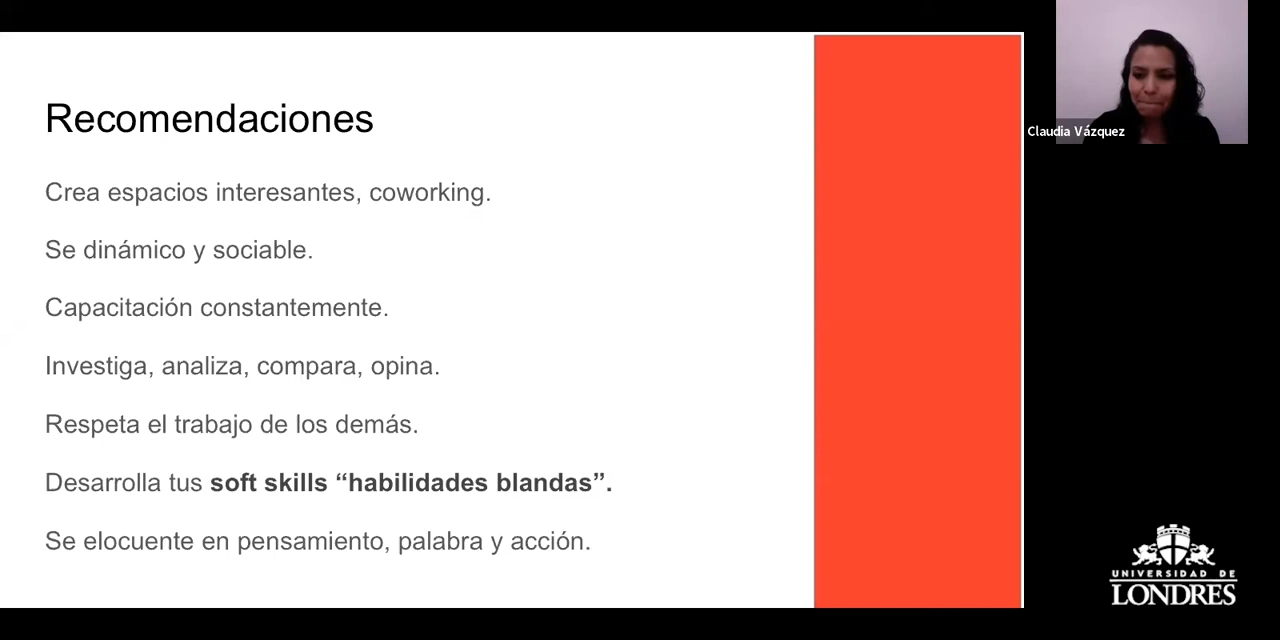 Recomendaciones
Crea espacios interesantes, coworking.
Se dinámico y sociable.
Capacitación constantemente.
Investiga, analiza, compara, opina.
Respeta el trabajo de los demás.
Desarrolla tus soft skills “habilidades blandas”.
Se elocuente en pensamiento, palabra y acción.
Claudia Vázquez
UNIVERSIDAD DE
LONDRES